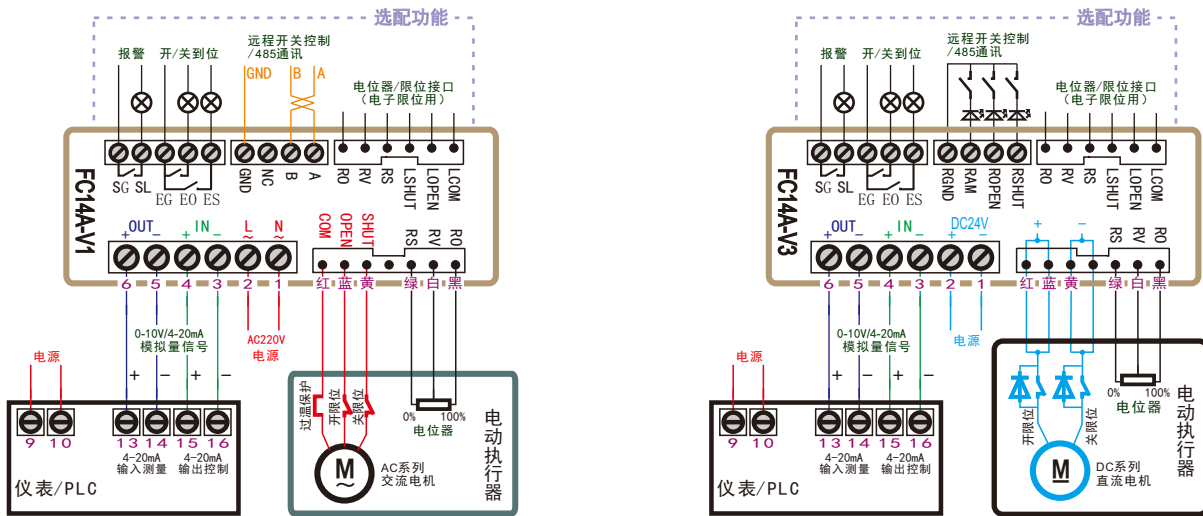 选配功能
报警
开/关到位
远程开关控制
/485通讯
GND B A
电位器/限位接口
(电子限位用)
FC14A-V1
SG SL
EG EO ES
GND NC B A
RO RV RS LSHUT LOPEN LCOM
OUT IN L N
+ - + - ~ ~
COM OPEN SHUT RS RV RO
6 5 4 3 2 1
红 蓝 黄 绿 白 黑
0-10V/4-20mA
模拟量信号
AC220V
电源
电源
+ - + -
过温保护
开限位
关限位
0% 100%
电位器
电动执行器
9 10 13 14 15 16
4-20mA
输入测量
4-20mA
输出控制
仪表/PLC
M
~
AC系列
交流电机
选配功能
报警
开/关到位
远程开关控制
/485通讯
电位器/限位接口
(电子限位用)
FC14A-V3
SG SL
EG EO ES
RGND RAM ROPEN RSHUT
RO RV RS LSHUT LOPEN LCOM
OUT IN DC24V
+ - + - + -
+ -
RS RV RO
6 5 4 3 2 1
红 蓝 黄 绿 白 黑
0-10V/4-20mA
模拟量信号
电源
电源
+ - + -
开限位
关限位
0% 100%
电位器
电动执行器
9 10 13 14 15 16
4-20mA
输入测量
4-20mA
输出控制
仪表/PLC
M
DC系列
直流电机